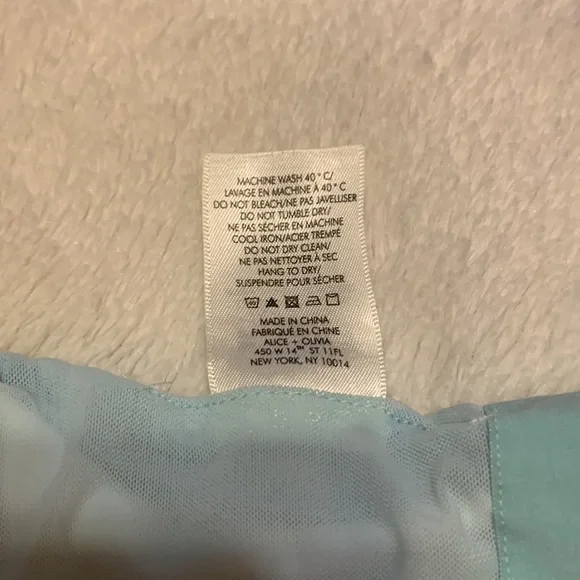 MACHINE WASH 40° C/
LAVAGE EN MACHINE À 40° C
DO NOT BLEACH/NE PAS JAVELLISER
DO NOT TUMBLE DRY/
NE PAS SÉCHER EN MACHINE
COOL IRON/ACIER TREMPÉ
DO NOT DRY CLEAN/
NE PAS NETTOYER À SEC
HANG TO DRY/
SUSPENDRE POUR SÉCHER
40
MADE IN CHINA
FABRIQUÉ EN CHINE
ALICE + OLIVIA
450 W 14TH ST 11FL
NEW YORK, NY 10014